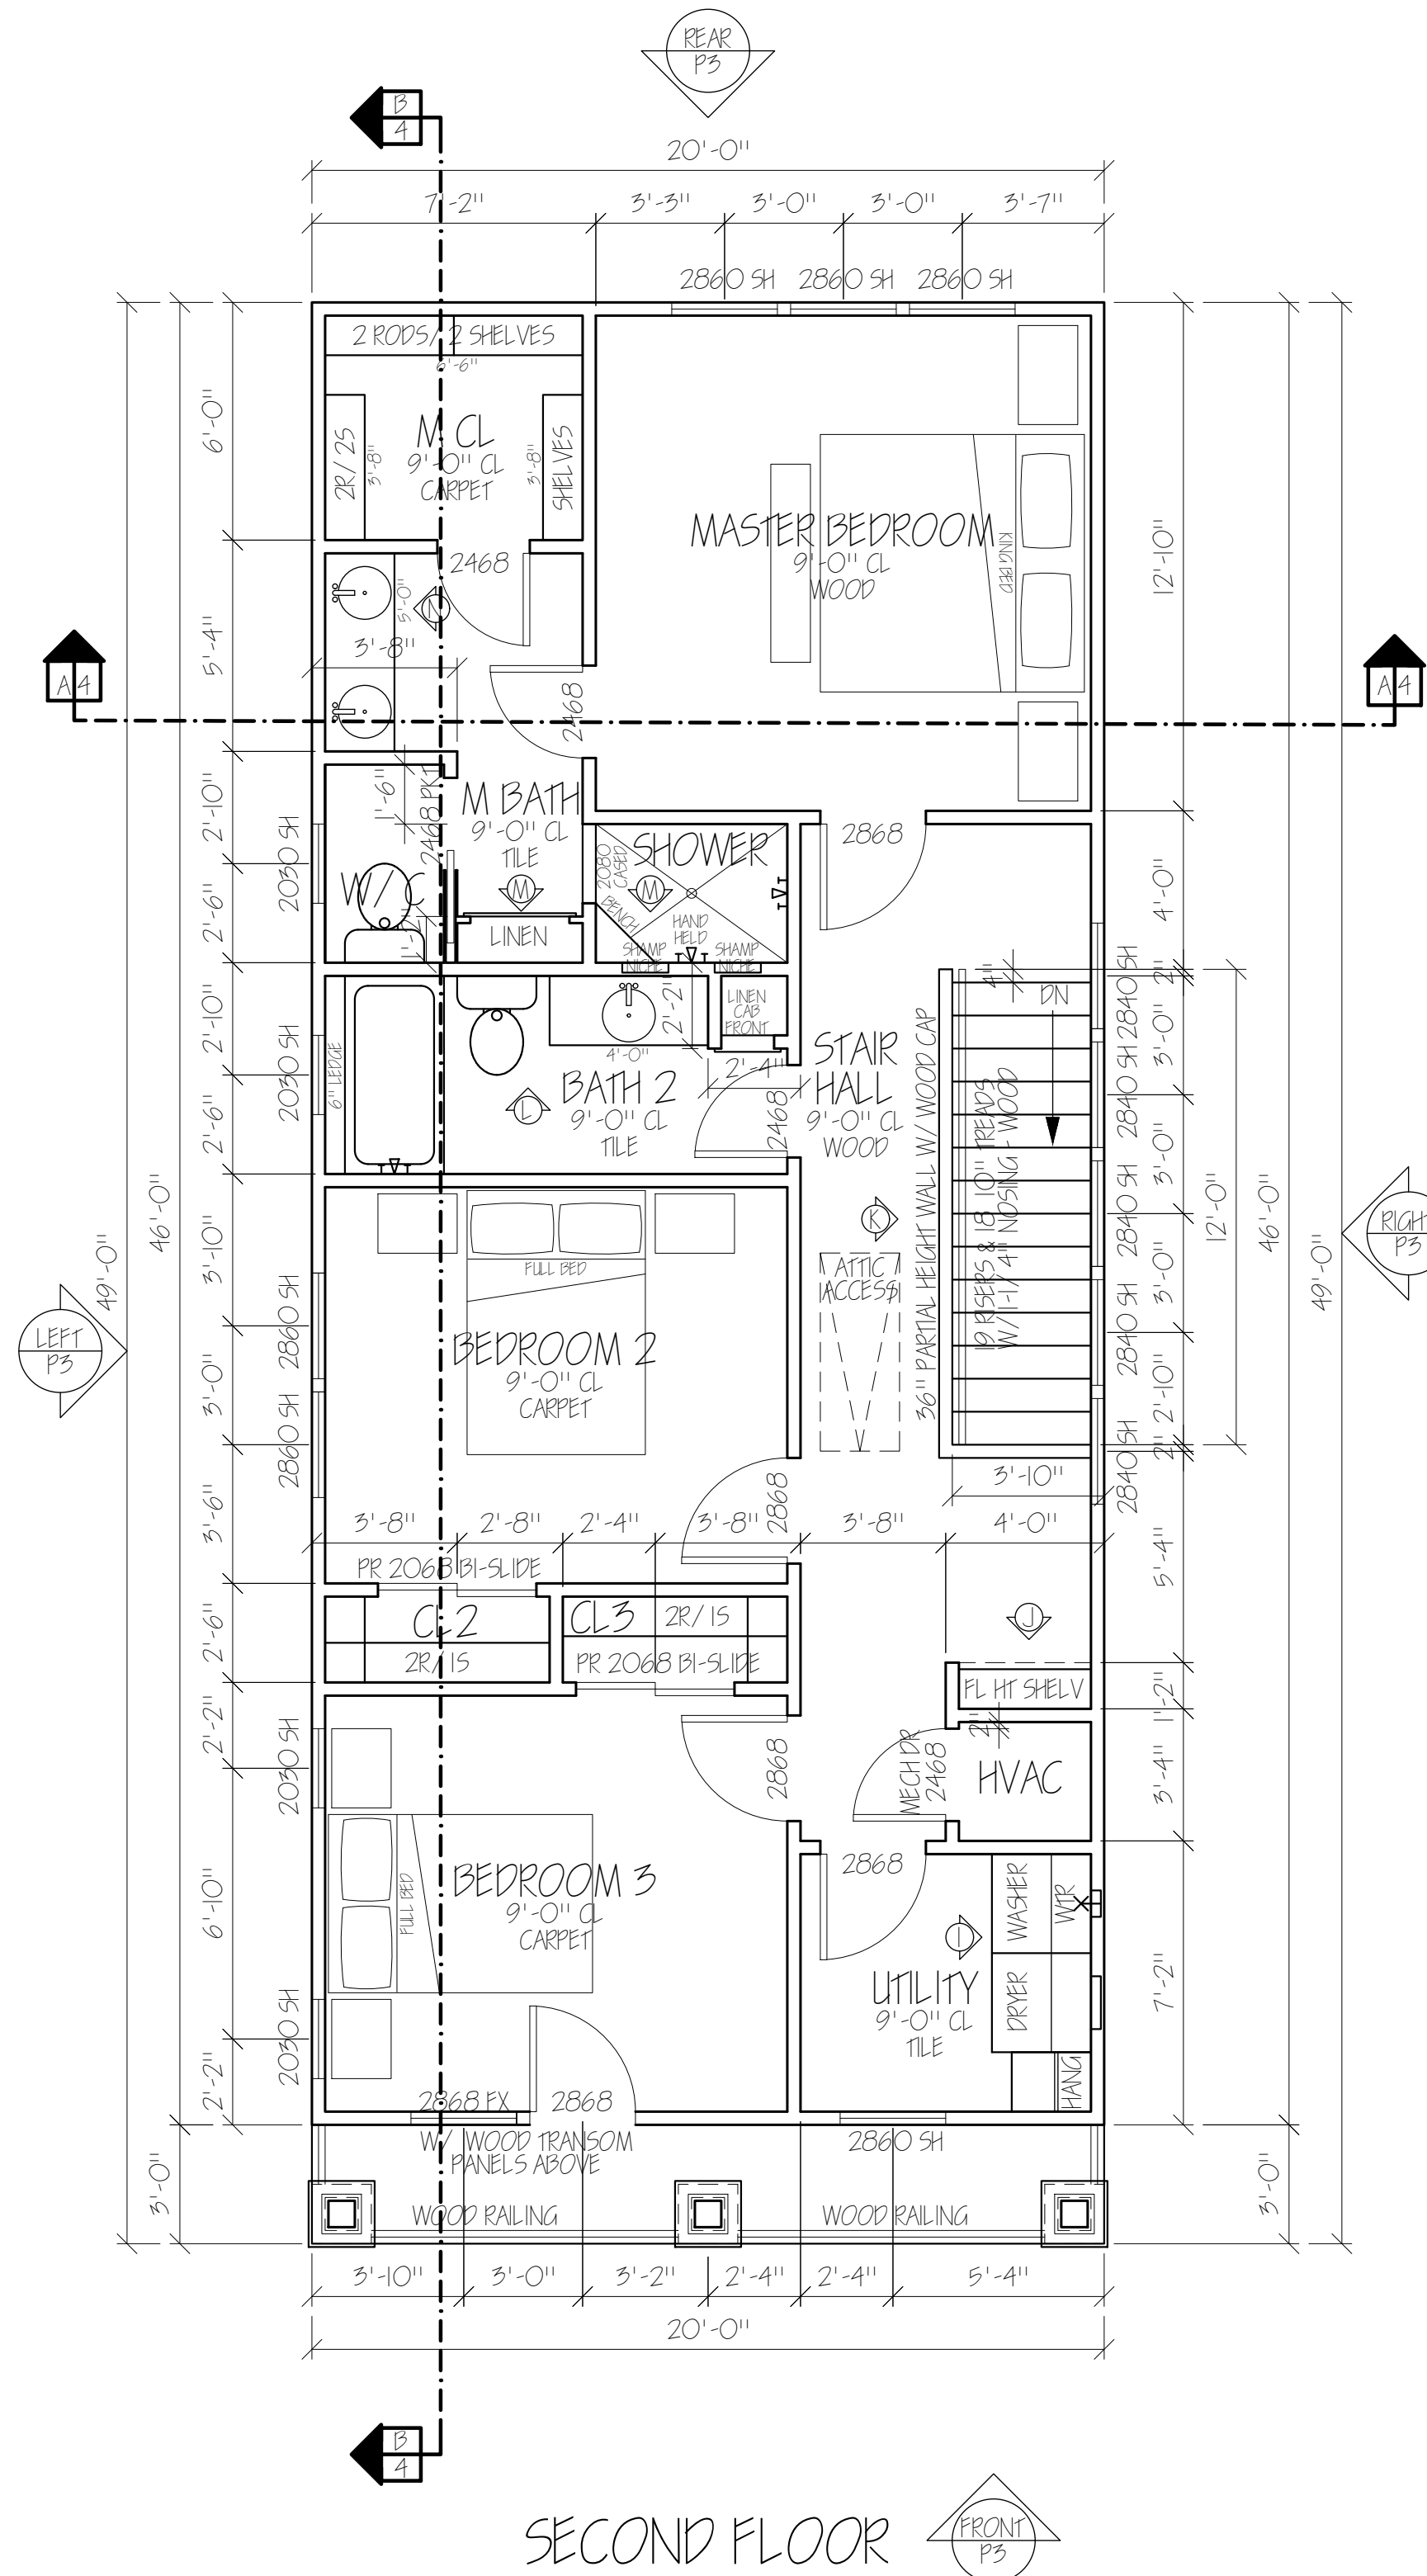 REAR
P3
B
4
20'-0"
7'-2"
3'-3"
3'-0"
3'-0"
3'-7"
2860 SH
2860 SH
2860 SH
2 RODS/ 2 SHELVES
6'-6"
M CL
9'-0" CL
CARPET
2R/ 2S
3'-8"
3'-8"
SHELVES
6'-0"
2468
MASTER BEDROOM
9'-0" CL
WOOD
KING BED
12'-10"
5'-0"
N
3'-8"
5'-4"
A 4
A 4
2468
1'-6"
2468 PKT
M BATH
9'-0" CL
TILE
M
2'-10"
2030 SH
W/C
1'-2"
2'-6"
LINEN
SHOWER
2080
CASED
M
BENCH
HAND
HELD
SHAMP
NICHE
SHAMP
NICHE
2868
4'-0"
2"
4"
DN
2'-10"
2030 SH
6" LEDGE
2'-6"
4'-0"
2'-2"
LINEN
CAB
FRONT
2'-4"
L
BATH 2
9'-0" CL
TILE
2468
STAIR
HALL
9'-0" CL
WOOD
K
ATTIC
ACCESS
36" PARTIAL HEIGHT WALL W/ WOOD CAP
19 RISERS & 18 10" TREADS
W/ 1-1/4" NOSING - WOOD
2840 SH
2840 SH
2840 SH
2840 SH
2840 SH
3'-0"
3'-0"
3'-0"
2'-10"
2"
12'-0"
46'-0"
49'-0"
RIGHT
P3
46'-0"
49'-0"
LEFT
P3
3'-10"
2860 SH
3'-0"
2860 SH
3'-6"
FULL BED
BEDROOM 2
9'-0" CL
CARPET
2868
3'-10"
3'-8"
2'-8"
2'-4"
3'-8"
3'-8"
4'-0"
5'-4"
PR 2068 BI-SLIDE
CL2
2R/ 1S
CL3
2R/ 1S
PR 2068 BI-SLIDE
2'-6"
J
FL HT SHELV
1'-2"
2"
2'-2"
2030 SH
2868
MECH DR
2468
HVAC
3'-4"
FULL BED
BEDROOM 3
9'-0" CL
CARPET
6'-10"
2868
WASHER
WTR
I
UTILITY
9'-0" CL
TILE
DRYER
HANG
7'-2"
2030 SH
2'-2"
2868 FX
2868
W/ WOOD TRANSOM
PANELS ABOVE
2860 SH
3'-0"
3'-0"
WOOD RAILING
WOOD RAILING
3'-10"
3'-0"
3'-2"
2'-4"
2'-4"
5'-4"
20'-0"
B
4
SECOND FLOOR
FRONT
P3